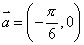 a⃗ = (−π/6, 0)